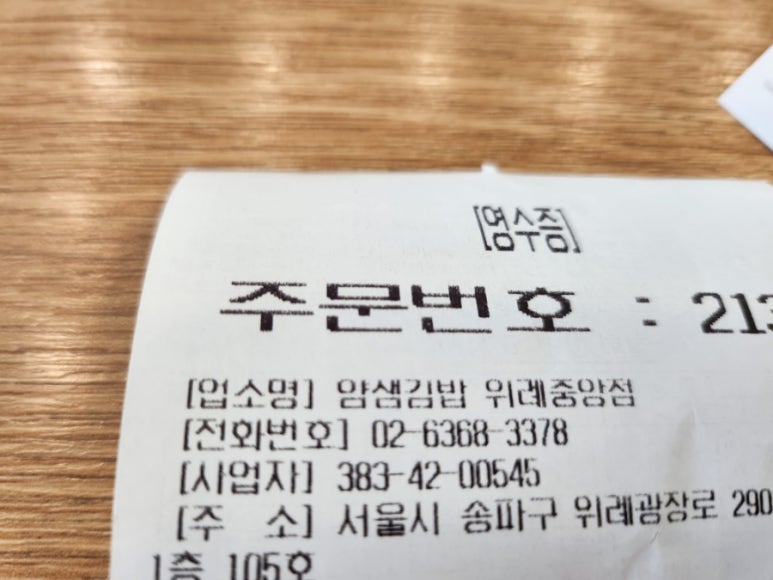 [영수증]
주문번호 : 213
[업소명] 얌샘김밥 위례중앙점
[전화번호] 02-6368-3378
[사업자] 383-42-00545
[주 소] 서울시 송파구 위례광장로 290
1층 105호